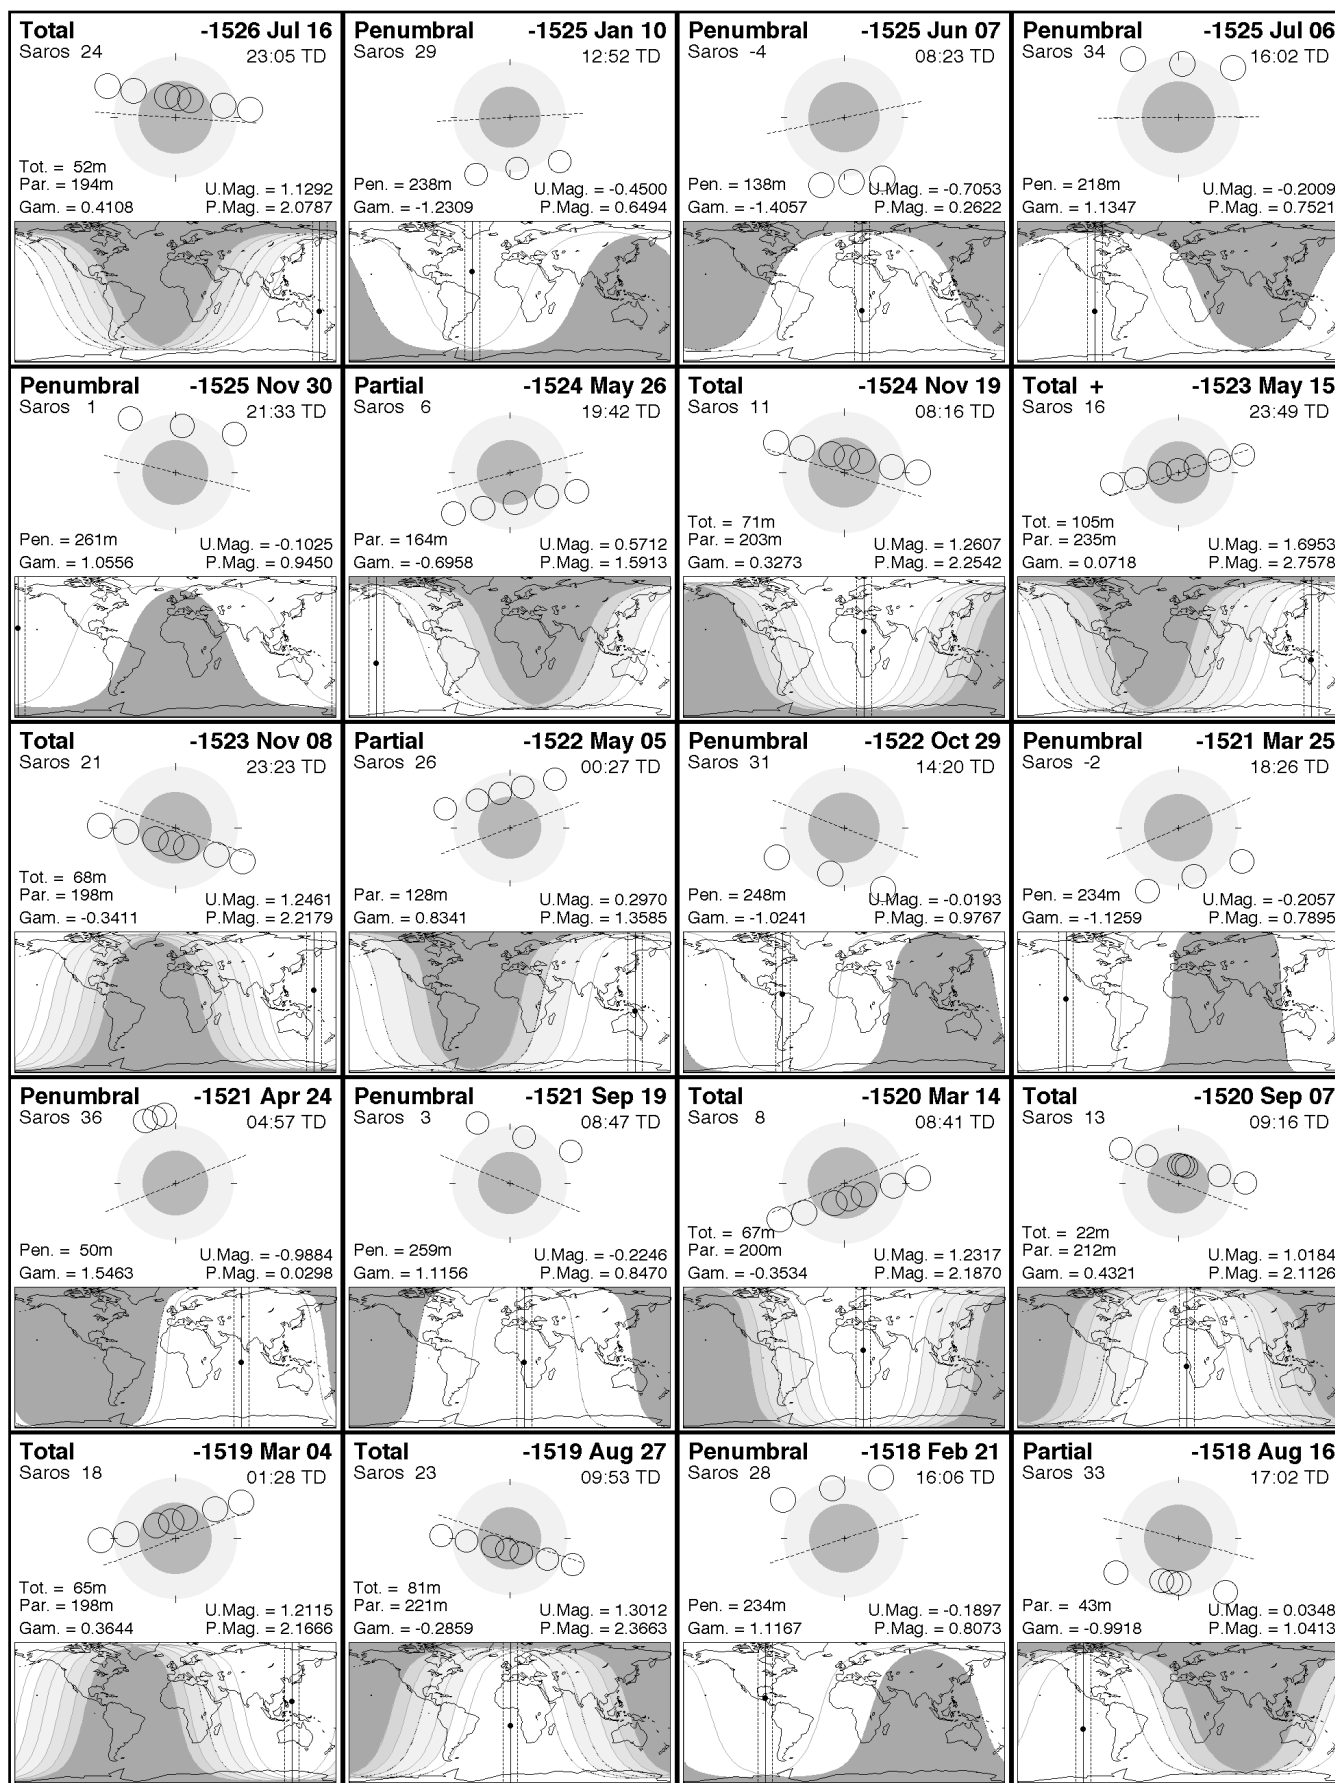 Total -1526 Jul 16
Saros 24 23:05 TD
Tot. = 52m
Par. = 194m U.Mag. = 1.1292
Gam. = 0.4108 P.Mag. = 2.0787
Penumbral -1525 Jan 10
Saros 29 12:52 TD
Pen. = 238m U.Mag. = -0.4500
Gam. = -1.2309 P.Mag. = 0.6494
Penumbral -1525 Jun 07
Saros -4 08:23 TD
Pen. = 138m U.Mag. = -0.7053
Gam. = -1.4057 P.Mag. = 0.2622
Penumbral -1525 Jul 06
Saros 34 16:02 TD
Pen. = 218m U.Mag. = -0.2009
Gam. = 1.1347 P.Mag. = 0.7521
Penumbral -1525 Nov 30
Saros 1 21:33 TD
Pen. = 261m U.Mag. = -0.1025
Gam. = 1.0556 P.Mag. = 0.9450
Partial -1524 May 26
Saros 6 19:42 TD
Par. = 164m U.Mag. = 0.5712
Gam. = -0.6958 P.Mag. = 1.5913
Total -1524 Nov 19
Saros 11 08:16 TD
Tot. = 71m
Par. = 203m U.Mag. = 1.2607
Gam. = 0.3273 P.Mag. = 2.2542
Total + -1523 May 15
Saros 16 23:49 TD
Tot. = 105m
Par. = 235m U.Mag. = 1.6953
Gam. = 0.0718 P.Mag. = 2.7578
Total -1523 Nov 08
Saros 21 23:23 TD
Tot. = 68m
Par. = 198m U.Mag. = 1.2461
Gam. = -0.3411 P.Mag. = 2.2179
Partial -1522 May 05
Saros 26 00:27 TD
Par. = 128m U.Mag. = 0.2970
Gam. = 0.8341 P.Mag. = 1.3585
Penumbral -1522 Oct 29
Saros 31 14:20 TD
Pen. = 248m U.Mag. = -0.0193
Gam. = -1.0241 P.Mag. = 0.9767
Penumbral -1521 Mar 25
Saros -2 18:26 TD
Pen. = 234m U.Mag. = -0.2057
Gam. = -1.1259 P.Mag. = 0.7895
Penumbral -1521 Apr 24
Saros 36 04:57 TD
Pen. = 50m U.Mag. = -0.9884
Gam. = 1.5463 P.Mag. = 0.0298
Penumbral -1521 Sep 19
Saros 3 08:47 TD
Pen. = 259m U.Mag. = -0.2246
Gam. = 1.1156 P.Mag. = 0.8470
Total -1520 Mar 14
Saros 8 08:41 TD
Tot. = 67m
Par. = 200m U.Mag. = 1.2317
Gam. = -0.3534 P.Mag. = 2.1870
Total -1520 Sep 07
Saros 13 09:16 TD
Tot. = 22m
Par. = 212m U.Mag. = 1.0184
Gam. = 0.4321 P.Mag. = 2.1126
Total -1519 Mar 04
Saros 18 01:28 TD
Tot. = 65m
Par. = 198m U.Mag. = 1.2115
Gam. = 0.3644 P.Mag. = 2.1666
Total -1519 Aug 27
Saros 23 09:53 TD
Tot. = 81m
Par. = 221m U.Mag. = 1.3012
Gam. = -0.2859 P.Mag. = 2.3663
Penumbral -1518 Feb 21
Saros 28 16:06 TD
Pen. = 234m U.Mag. = -0.1897
Gam. = 1.1167 P.Mag. = 0.8073
Partial -1518 Aug 16
Saros 33 17:02 TD
Par. = 43m U.Mag. = 0.0348
Gam. = -0.9918 P.Mag. = 1.0413